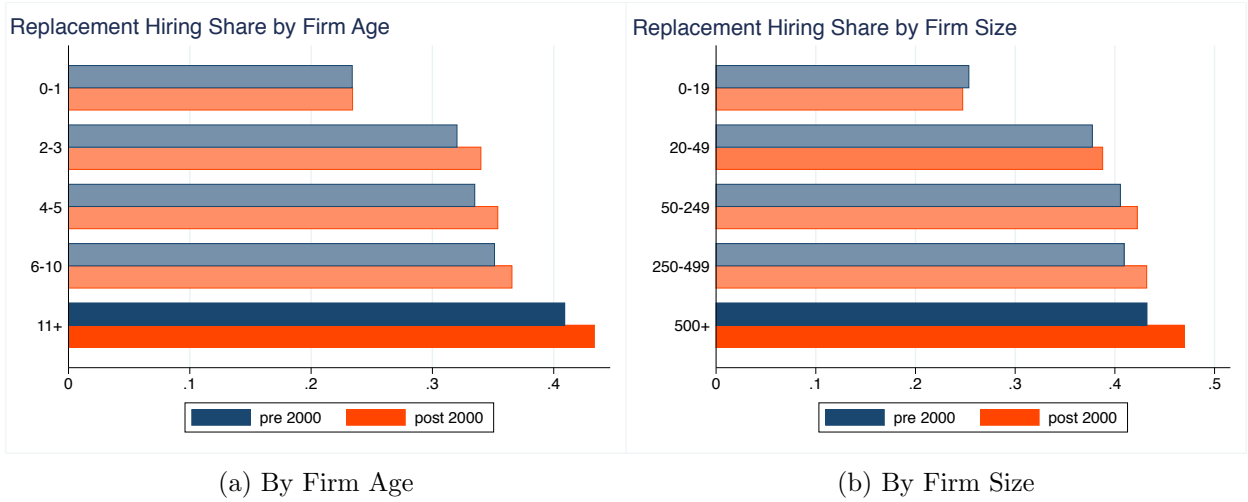 Replacement Hiring Share by Firm Age
0-1
2-3
4-5
6-10
11+
0 .1 .2 .3 .4
pre 2000 post 2000
(a) By Firm Age
Replacement Hiring Share by Firm Size
0-19
20-49
50-249
250-499
500+
0 .1 .2 .3 .4 .5
pre 2000 post 2000
(b) By Firm Size